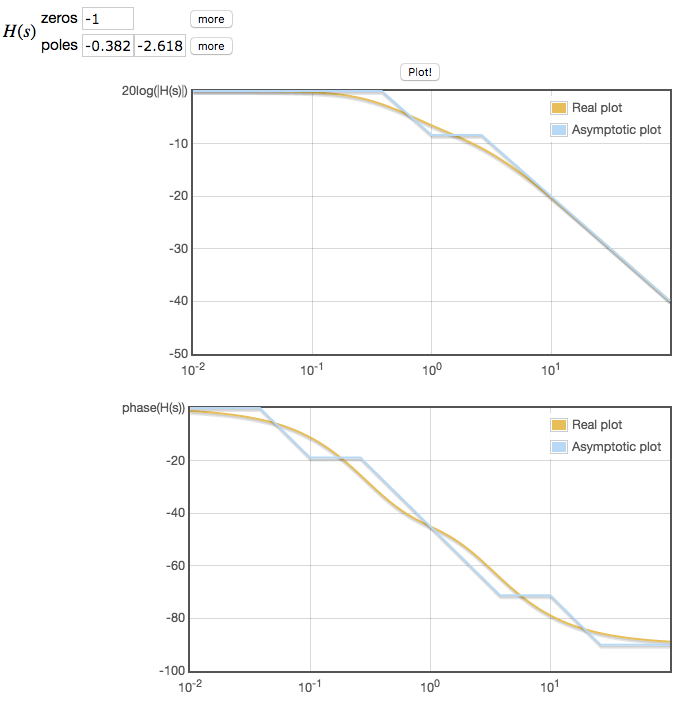 H(s)
zeros -1 more
poles -0.382 -2.618 more
Plot!
20log(|H(s)|)
Real plot
Asymptotic plot
-10
-20
-30
-40
-50
10-2 10-1 100 101
phase(H(s))
Real plot
Asymptotic plot
-20
-40
-60
-80
-100
10-2 10-1 100 101